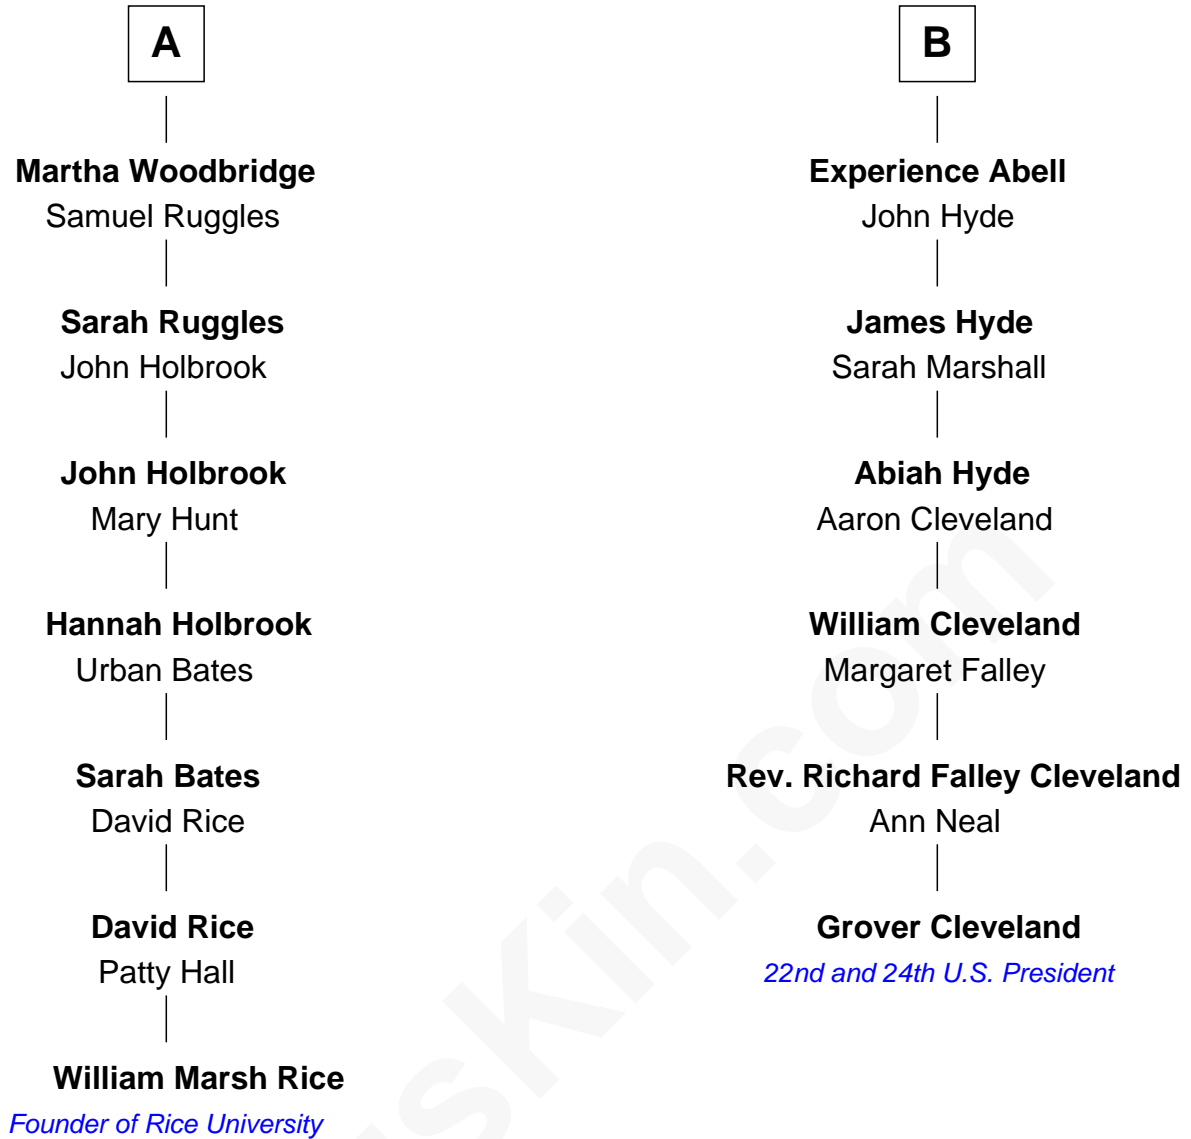 A
Martha Woodbridge
Samuel Ruggles
Sarah Ruggles
John Holbrook
John Holbrook
Mary Hunt
Hannah Holbrook
Urban Bates
Sarah Bates
David Rice
David Rice
Patty Hall
William Marsh Rice
Founder of Rice University
B
Experience Abell
John Hyde
James Hyde
Sarah Marshall
Abiah Hyde
Aaron Cleveland
William Cleveland
Margaret Falley
Rev. Richard Falley Cleveland
Ann Neal
Grover Cleveland
22nd and 24th U.S. President
usKin.com